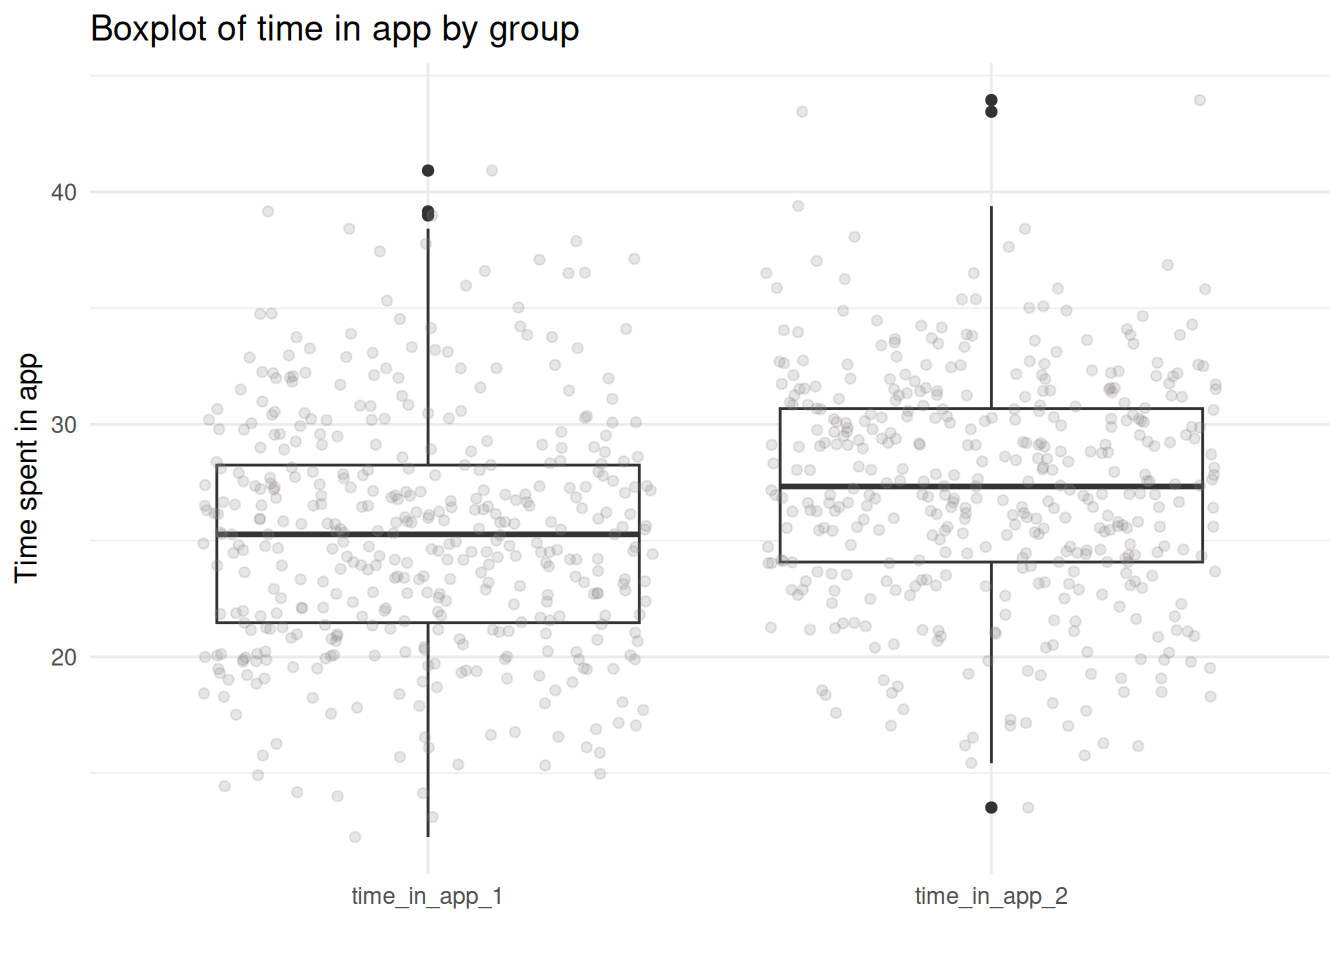 Boxplot of time in app by group
Time spent in app
40
30
20
time_in_app_1
time_in_app_2